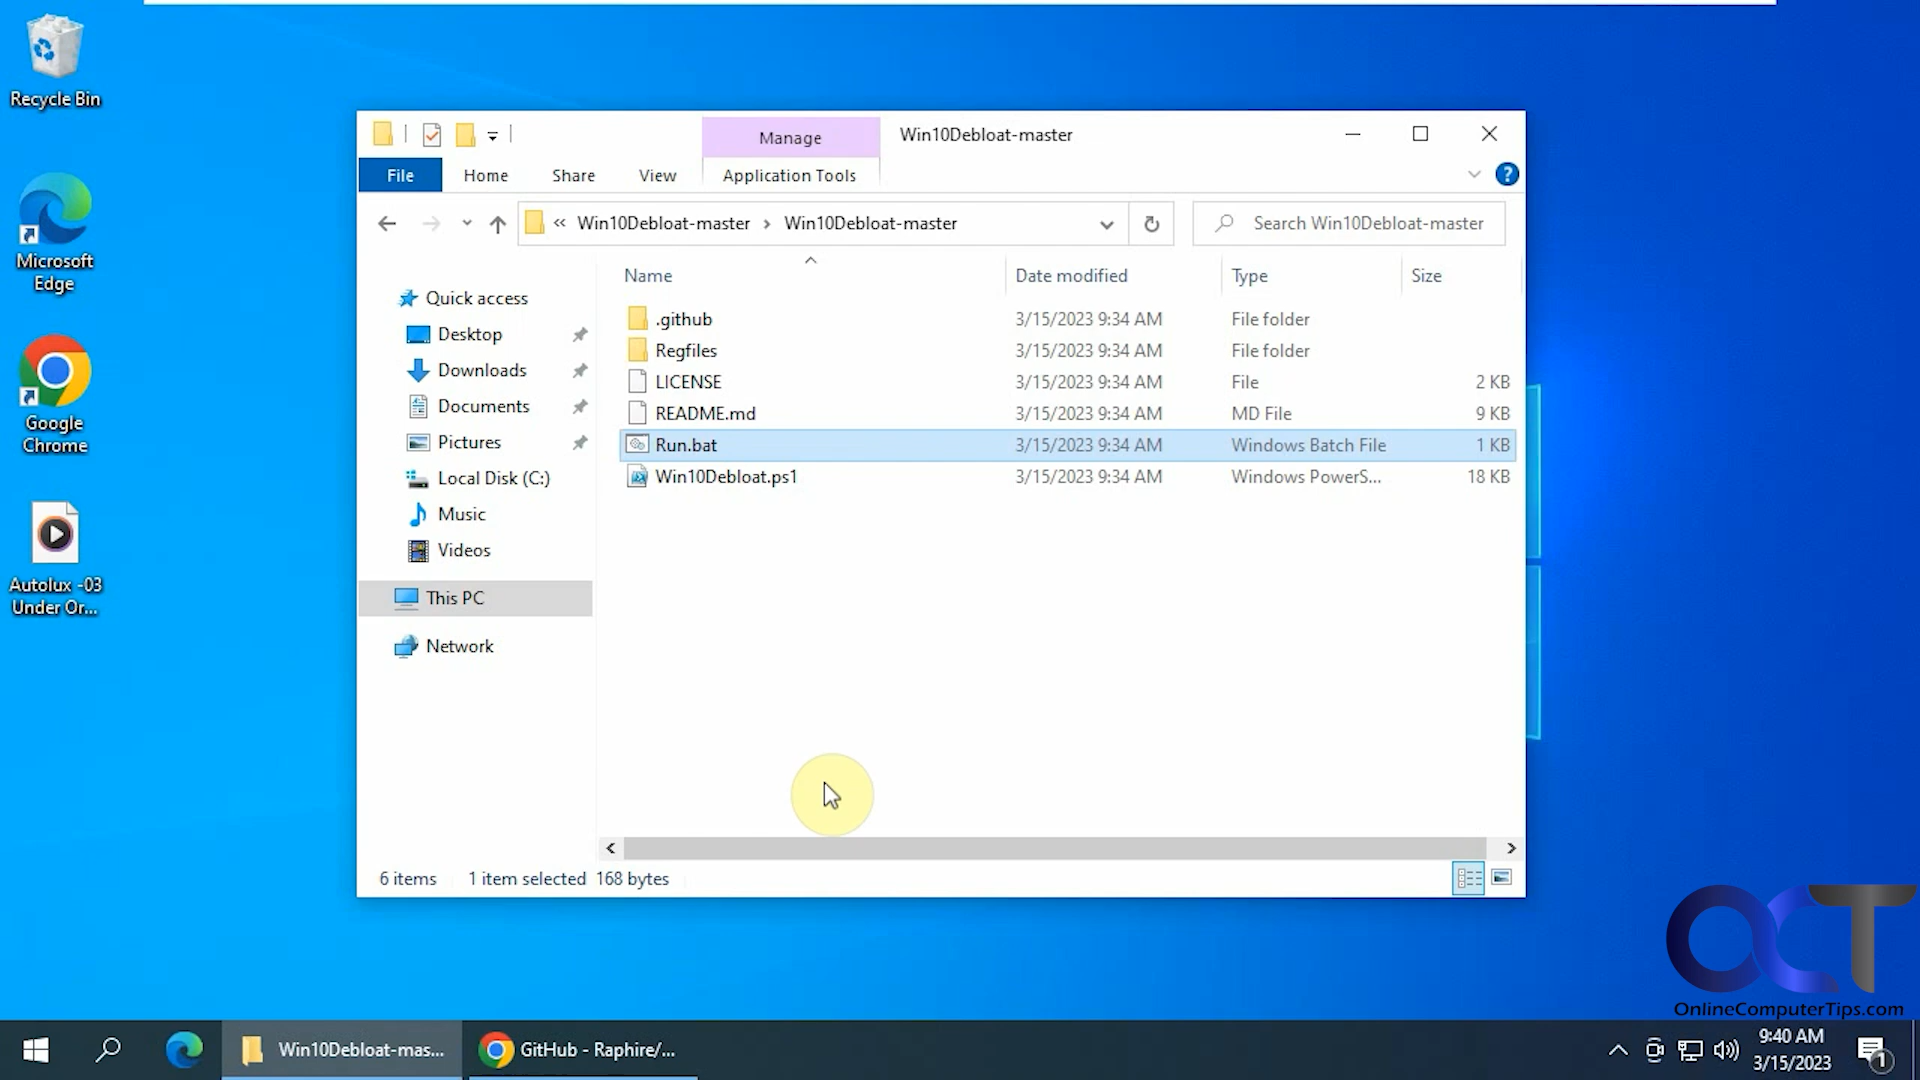 Recycle Bin
Microsoft
Edge
Google
Chrome
Autolux -03
Under Or...
Manage
Win10Debloat-master
File
Home
Share
View
Application Tools
?
« Win10Debloat-master › Win10Debloat-master
Search Win10Debloat-master
Name
Date modified
Type
Size
Quick access
Desktop
Downloads
Documents
Pictures
Local Disk (C:)
Music
Videos
This PC
Network
.github 3/15/2023 9:34 AM File folder
Regfiles 3/15/2023 9:34 AM File folder
LICENSE 3/15/2023 9:34 AM File 2 KB
README.md 3/15/2023 9:34 AM MD File 9 KB
Run.bat 3/15/2023 9:34 AM Windows Batch File 1 KB
Win10Debloat.ps1 3/15/2023 9:34 AM Windows PowerS... 18 KB
6 items 1 item selected 168 bytes
OCT
OnlineComputerTips.com
Win10Debloat-mas...
GitHub - Raphire/...
9:40 AM
3/15/2023
1